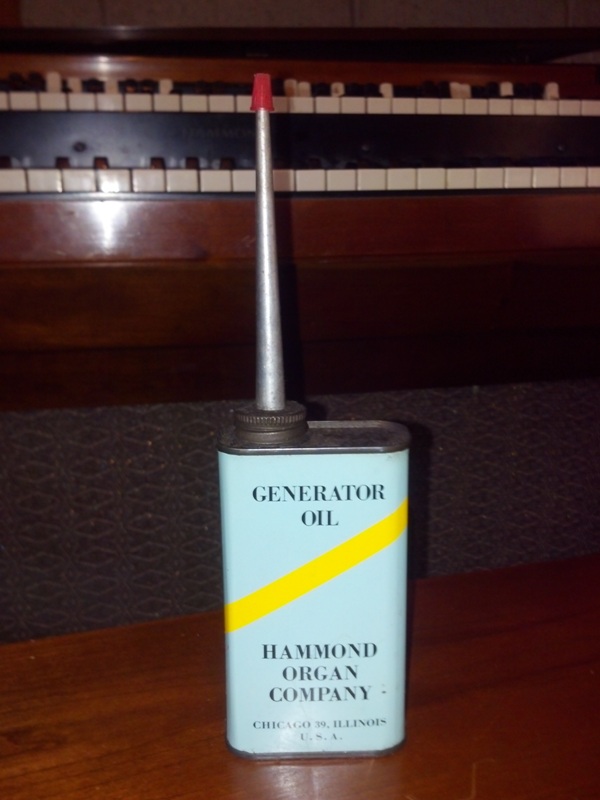 GENERATOR
OIL
HAMMOND
ORGAN
COMPANY
CHICAGO 39, ILLINOIS
U. S. A.